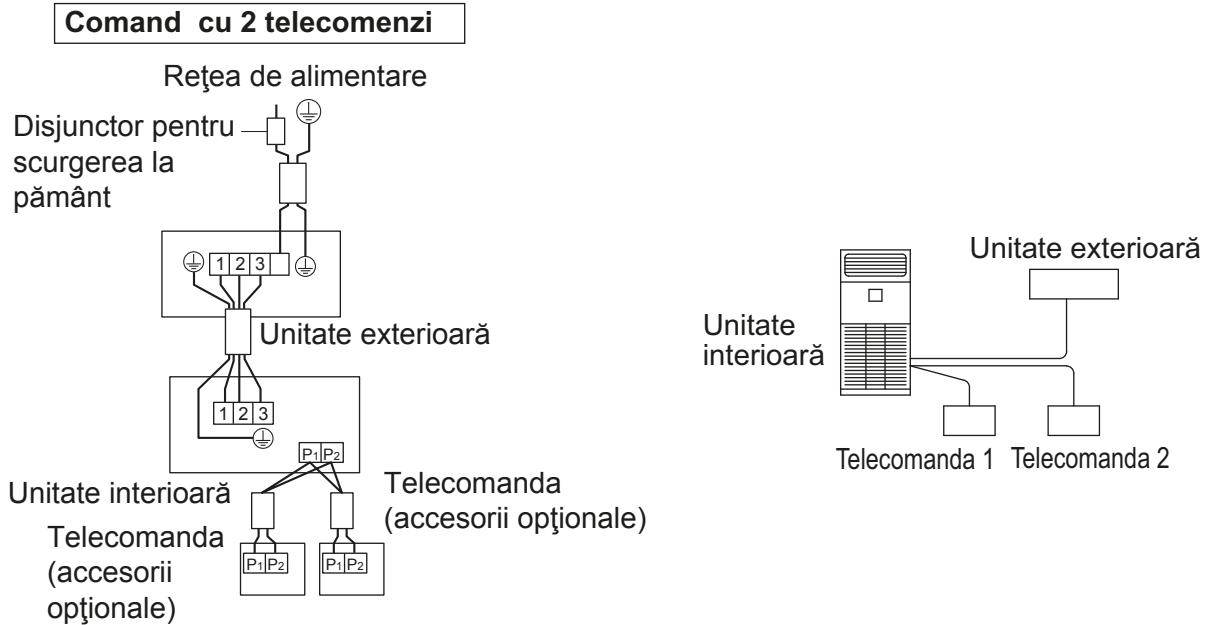 Comand  cu 2 telecomenzi
Reţea de alimentare
Disjunctor pentru
scurgerea la
pământ
1 2 3
Unitate exterioară
1 2 3
P1 P2
Unitate interioară
Telecomanda
(accesorii opţionale)
Telecomanda
(accesorii
opţionale)
P1 P2
P1 P2
Unitate exterioară
Unitate
interioară
Telecomanda 1
Telecomanda 2